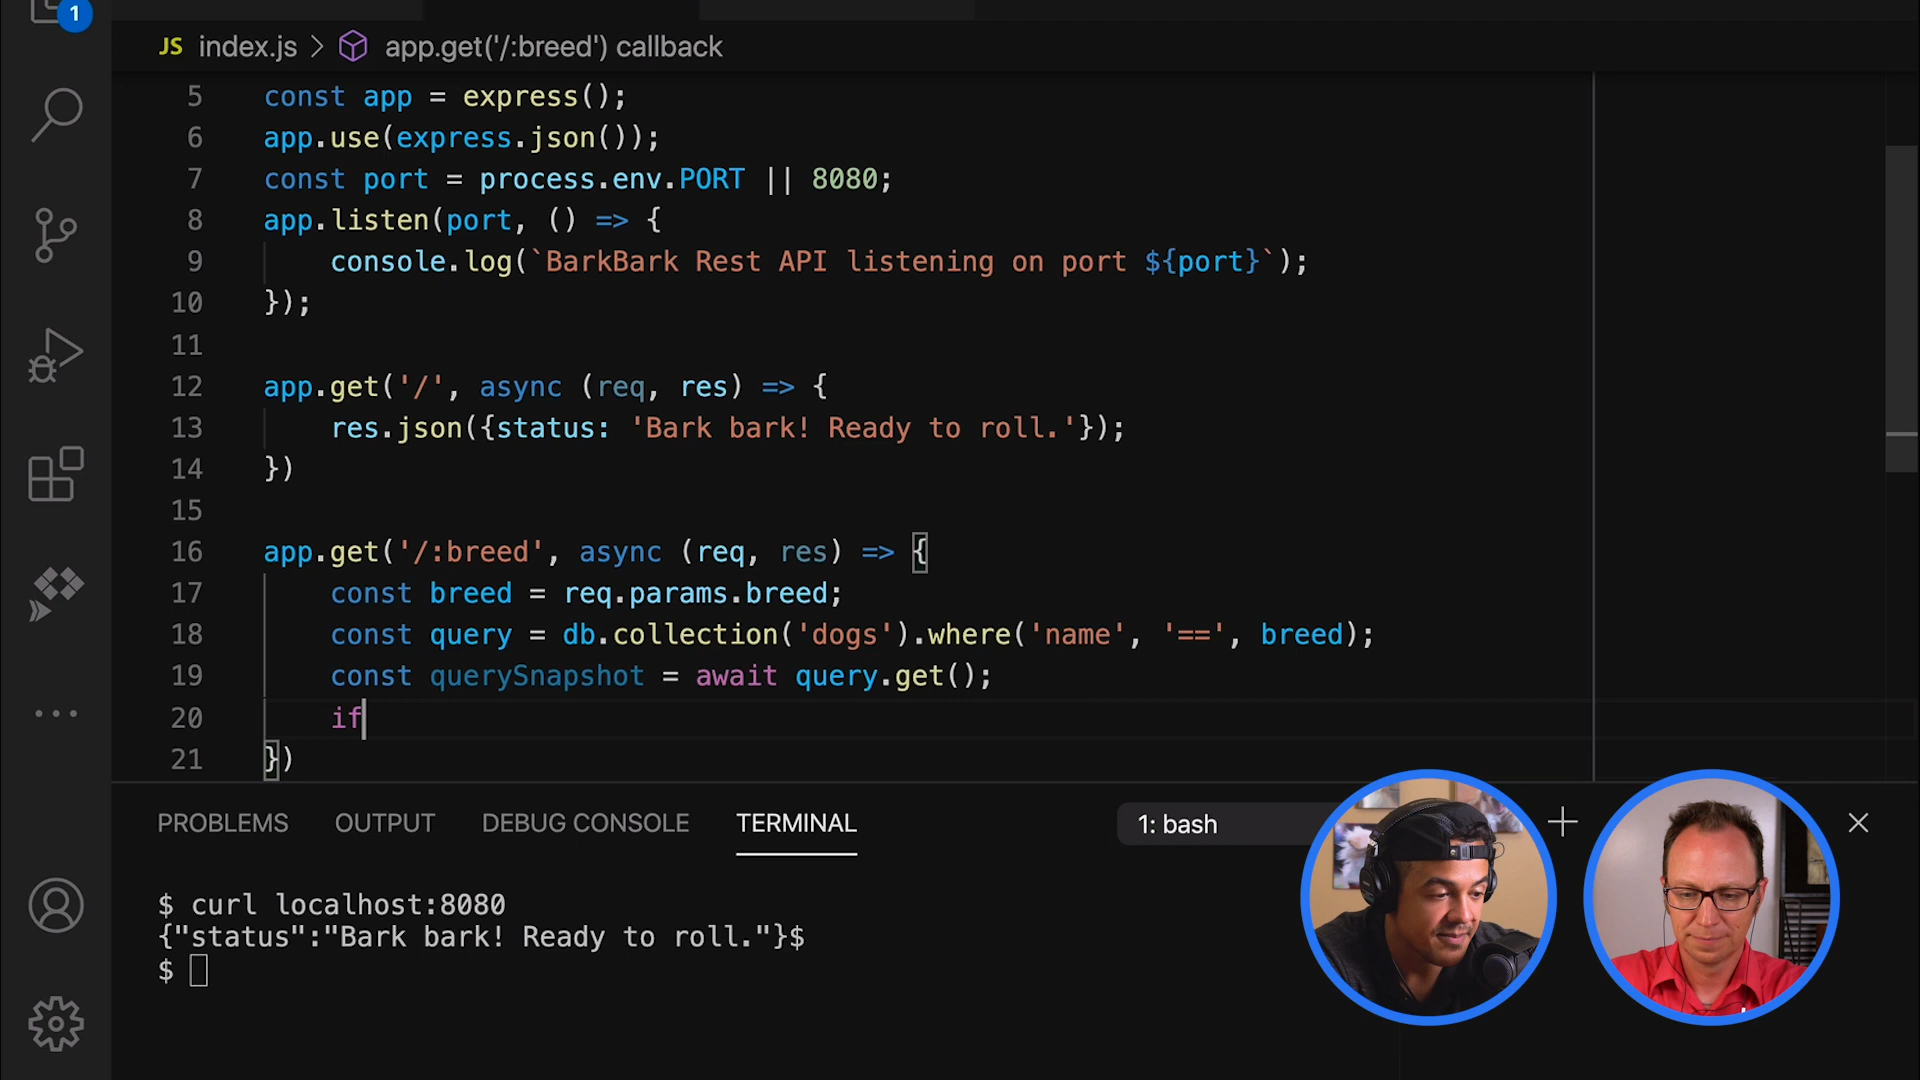 1
JS index.js > app.get('/:breed') callback
5 const app = express();
6 app.use(express.json());
7 const port = process.env.PORT || 8080;
8 app.listen(port, () => {
9 console.log(`BarkBark Rest API listening on port ${port}`);
10 });
11
12 app.get('/', async (req, res) => {
13 res.json({status: 'Bark bark! Ready to roll.'});
14 })
15
16 app.get('/:breed', async (req, res) => {
17 const breed = req.params.breed;
18 const query = db.collection('dogs').where('name', '==', breed);
19 const querySnapshot = await query.get();
20 if
21 })
PROBLEMS OUTPUT DEBUG CONSOLE TERMINAL 1: bash
$ curl localhost:8080
{"status":"Bark bark! Ready to roll."}$
$